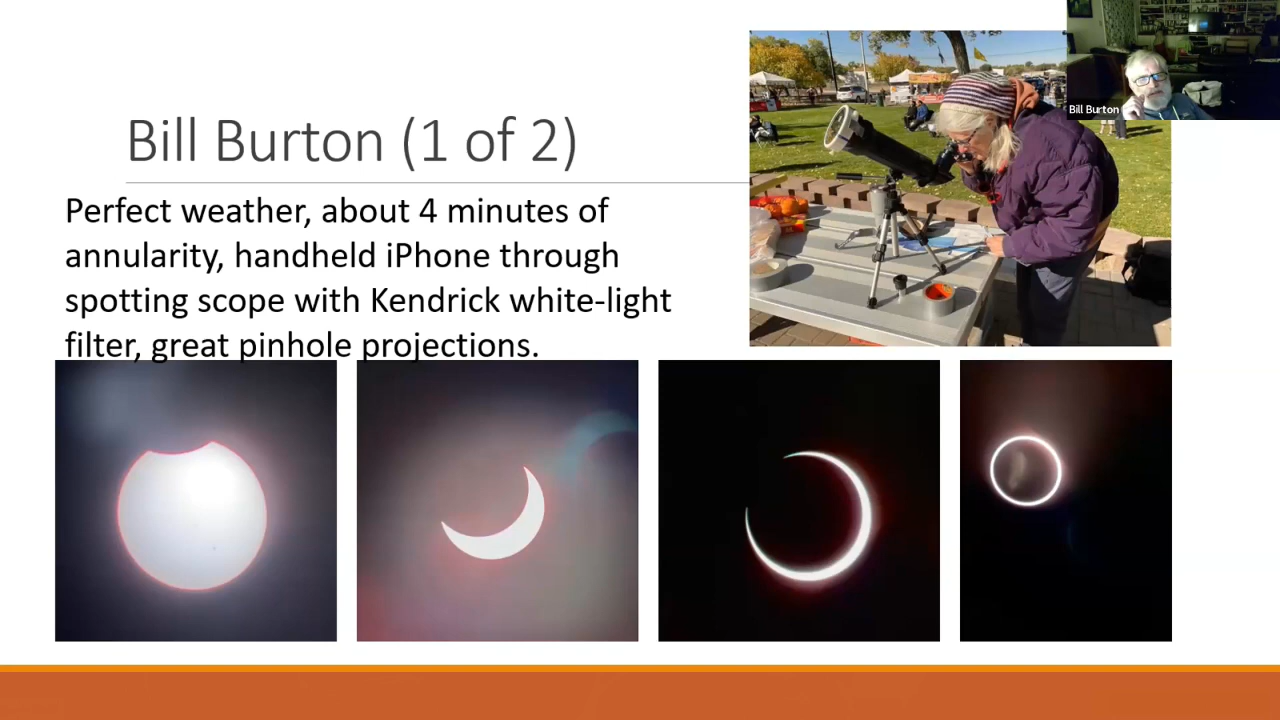 Bill Burton (1 of 2)
Perfect weather, about 4 minutes of
annularity, handheld iPhone through
spotting scope with Kendrick white-light
filter, great pinhole projections.
Bill Burton